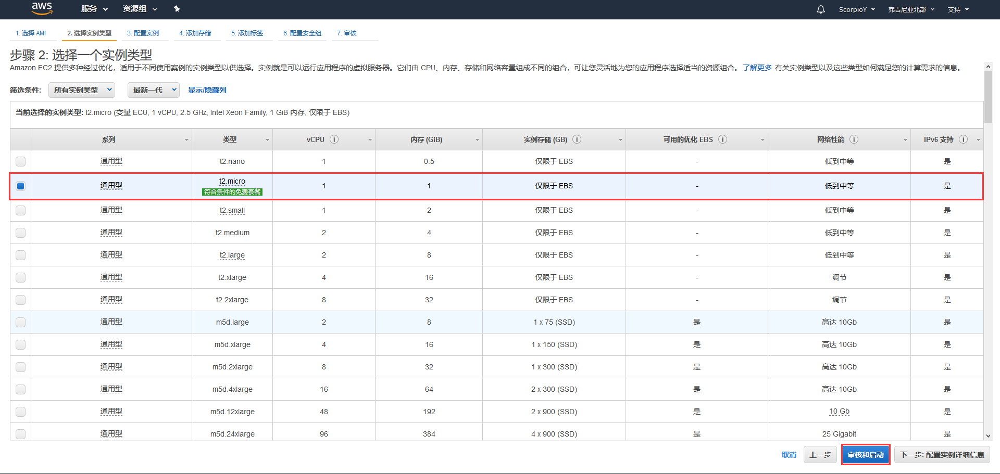 aws 服务 资源组 ScorpioY 弗吉尼亚北部 支持
1. 选择 AMI 2. 选择实例类型 3. 配置实例 4. 添加存储 5. 添加标签 6. 配置安全组 7. 审核
步骤 2: 选择一个实例类型
Amazon EC2 提供多种经过优化，适用于不同使用案例的实例类型以供选择。实例就是可以运行应用程序的虚拟服务器。它们由 CPU、内存、存储和网络容量组成不同的组合，可让您灵活地为您的应用程序选择适当的资源组合。 了解更多 有关实例类型以及这些类型如何满足您的计算需求的信息。
筛选条件: 所有实例类型 最新一代 显示/隐藏列
当前选择的实例类型: t2.micro (变量 ECU, 1 vCPU, 2.5 GHz, Intel Xeon Family, 1 GiB 内存, 仅限于 EBS)
系列 类型 vCPU i 内存 (GiB) 实例存储 (GB) i 可用的优化 EBS i 网络性能 i IPv6 支持 i
通用型 t2.nano 1 0.5 仅限于 EBS - 低到中等 是
通用型 t2.micro 1 1 仅限于 EBS - 低到中等 是
符合条件的免费套餐
通用型 t2.small 1 2 仅限于 EBS - 低到中等 是
通用型 t2.medium 2 4 仅限于 EBS - 低到中等 是
通用型 t2.large 2 8 仅限于 EBS - 低到中等 是
通用型 t2.xlarge 4 16 仅限于 EBS - 调节 是
通用型 t2.2xlarge 8 32 仅限于 EBS - 调节 是
通用型 m5d.large 2 8 1 x 75 (SSD) 是 高达 10Gb 是
通用型 m5d.xlarge 4 16 1 x 150 (SSD) 是 高达 10Gb 是
通用型 m5d.2xlarge 8 32 1 x 300 (SSD) 是 高达 10Gb 是
通用型 m5d.4xlarge 16 64 2 x 300 (SSD) 是 高达 10Gb 是
通用型 m5d.12xlarge 48 192 2 x 900 (SSD) 是 10 Gb 是
通用型 m5d.24xlarge 96 384 4 x 900 (SSD) 是 25 Gigabit 是
取消 上一步 审核和启动 下一步: 配置实例详细信息